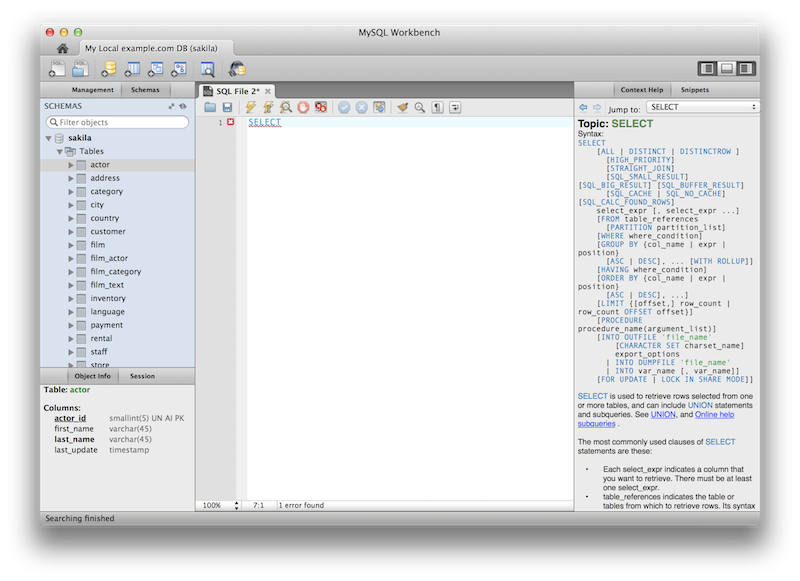 MySQL Workbench
My Local example.com DB (sakila)
Management
Schemas
SCHEMAS
Filter objects
sakila
Tables
actor
address
category
city
country
customer
film
film_actor
film_category
film_text
inventory
language
payment
rental
staff
store
Object Info
Session
Table: actor
Columns:
actor_id smallint(5) UN AI PK
first_name varchar(45)
last_name varchar(45)
last_update timestamp
SQL File 2*
1 SELECT
100% 7:1 1 error found
Context Help
Snippets
Jump to: SELECT
Topic: SELECT
Syntax:
SELECT
[ALL | DISTINCT | DISTINCTROW ]
[HIGH_PRIORITY]
[STRAIGHT_JOIN]
[SQL_SMALL_RESULT]
[SQL_BIG_RESULT] [SQL_BUFFER_RESULT]
[SQL_CACHE | SQL_NO_CACHE]
[SQL_CALC_FOUND_ROWS]
select_expr [, select_expr ...]
[FROM table_references
[PARTITION partition_list]
[WHERE where_condition]
[GROUP BY {col_name | expr |
position}
[ASC | DESC], ... [WITH ROLLUP]]
[HAVING where_condition]
[ORDER BY {col_name | expr |
position}
[ASC | DESC], ...]
[LIMIT {[offset,] row_count |
row_count OFFSET offset}]
[PROCEDURE
procedure_name(argument_list)]
[INTO OUTFILE 'file_name'
[CHARACTER SET charset_name]
export_options
| INTO DUMPFILE 'file_name'
| INTO var_name [, var_name]]
[FOR UPDATE | LOCK IN SHARE MODE]]
SELECT is used to retrieve rows selected from one
or more tables, and can include UNION statements
and subqueries. See UNION, and Online help
subqueries .
The most commonly used clauses of SELECT
statements are these:
• Each select_expr indicates a column that
you want to retrieve. There must be at least
one select_expr.
• table_references indicates the table or
tables from which to retrieve rows. Its syntax
Searching finished